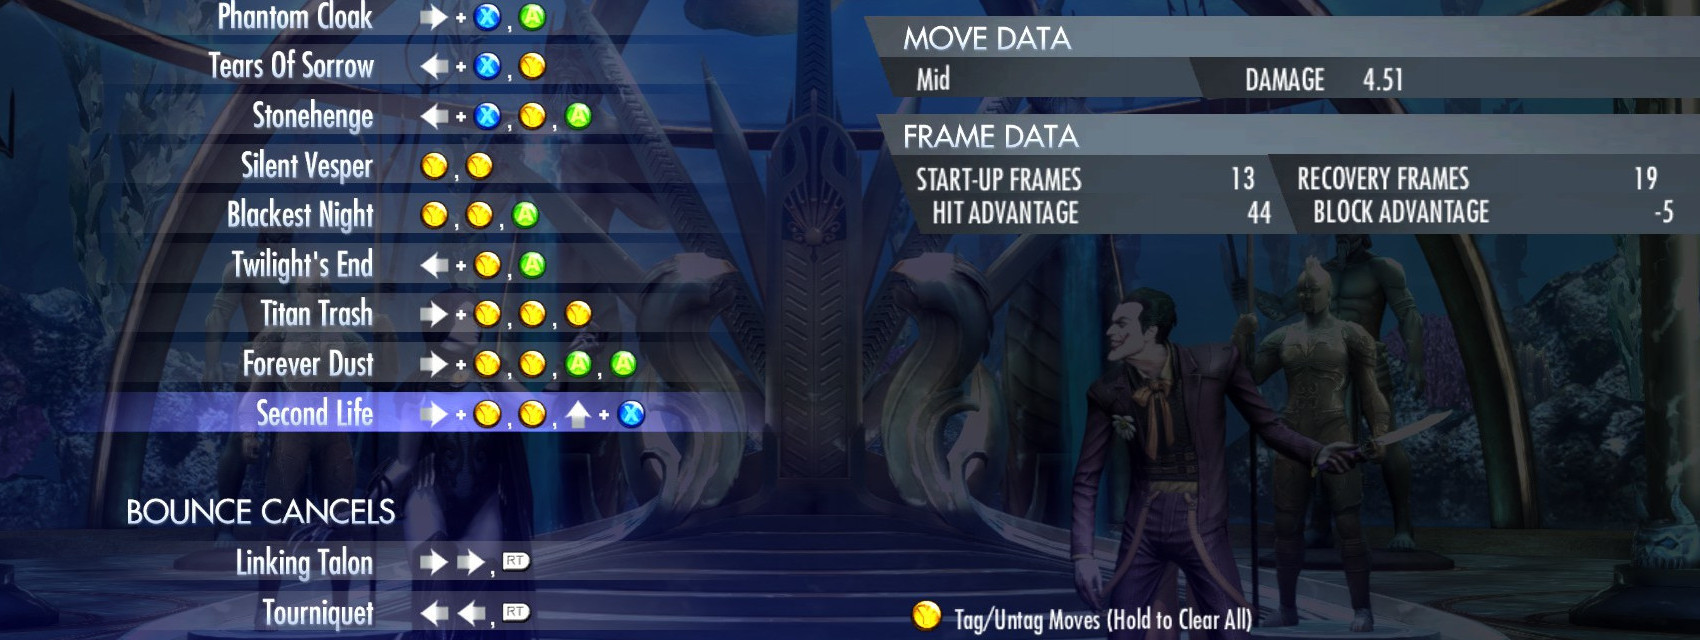 Phantom Cloak + X , A
Tears Of Sorrow + X , Y
Stonehenge + X , Y , A
Silent Vesper Y , Y
Blackest Night Y , Y , A
Twilight's End + Y , A
Titan Trash + Y , Y , Y
Forever Dust + Y , Y , A , A
Second Life + Y , Y , + X
BOUNCE CANCELS
Linking Talon , RT
Tourniquet , RT
MOVE DATA
Mid DAMAGE 4.51
FRAME DATA
START-UP FRAMES 13 RECOVERY FRAMES 19
HIT ADVANTAGE 44 BLOCK ADVANTAGE -5
Y Tag/Untag Moves (Hold to Clear All)